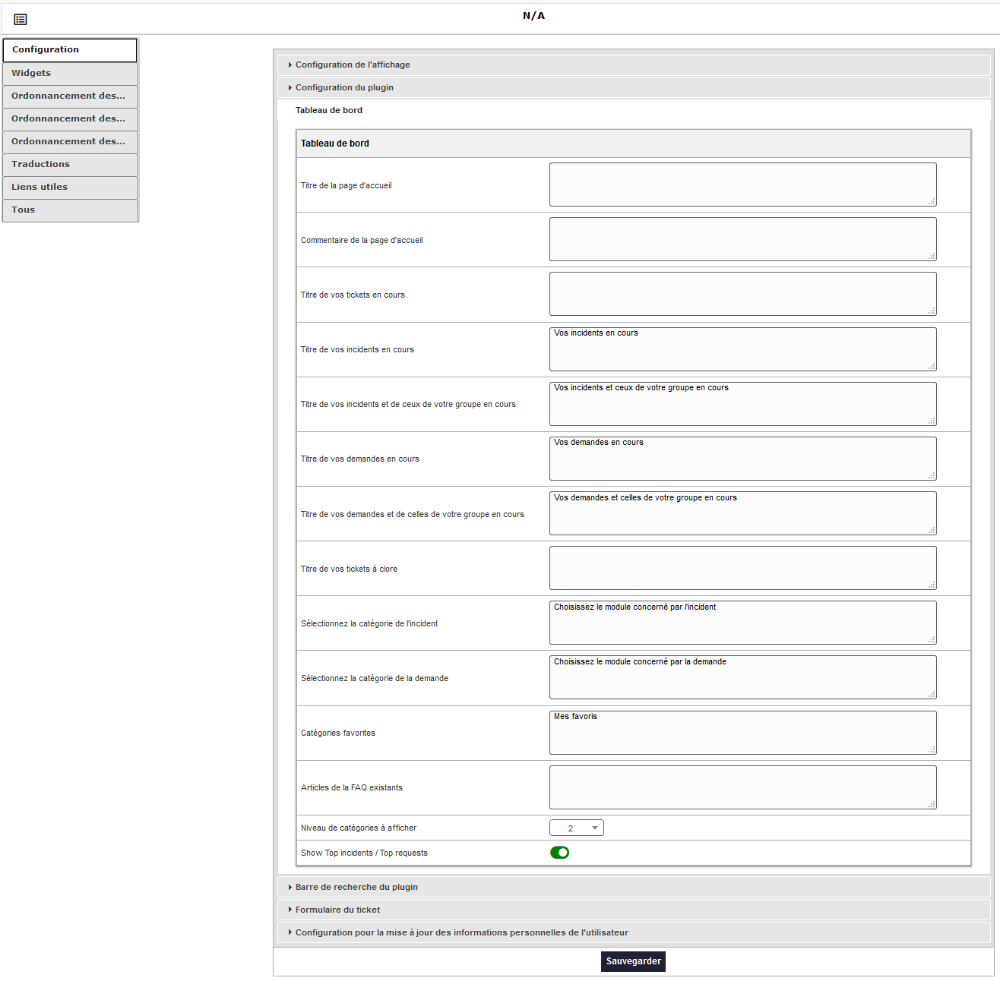 N/A
Configuration
Widgets
Ordonnancement des...
Ordonnancement des...
Ordonnancement des...
Traductions
Liens utiles
Tous
Configuration de l'affichage
Configuration du plugin
Tableau de bord
Tableau de bord
Titre de la page d'accueil
Commentaire de la page d'accueil
Titre de vos tickets en cours
Titre de vos incidents en cours
Vos incidents en cours
Titre de vos incidents et de ceux de votre groupe en cours
Vos incidents et ceux de votre groupe en cours
Titre de vos demandes en cours
Vos demandes en cours
Titre de vos demandes et de celles de votre groupe en cours
Vos demandes et celles de votre groupe en cours
Titre de vos tickets à clore
Sélectionnez la catégorie de l'incident
Choisissez le module concerné par l'incident
Sélectionnez la catégorie de la demande
Choisissez le module concerné par la demande
Catégories favorites
Mes favoris
Articles de la FAQ existants
Niveau de catégories à afficher
2
Show Top incidents / Top requests
Barre de recherche du plugin
Formulaire du ticket
Configuration pour la mise à jour des informations personnelles de l'utilisateur
Sauvegarder